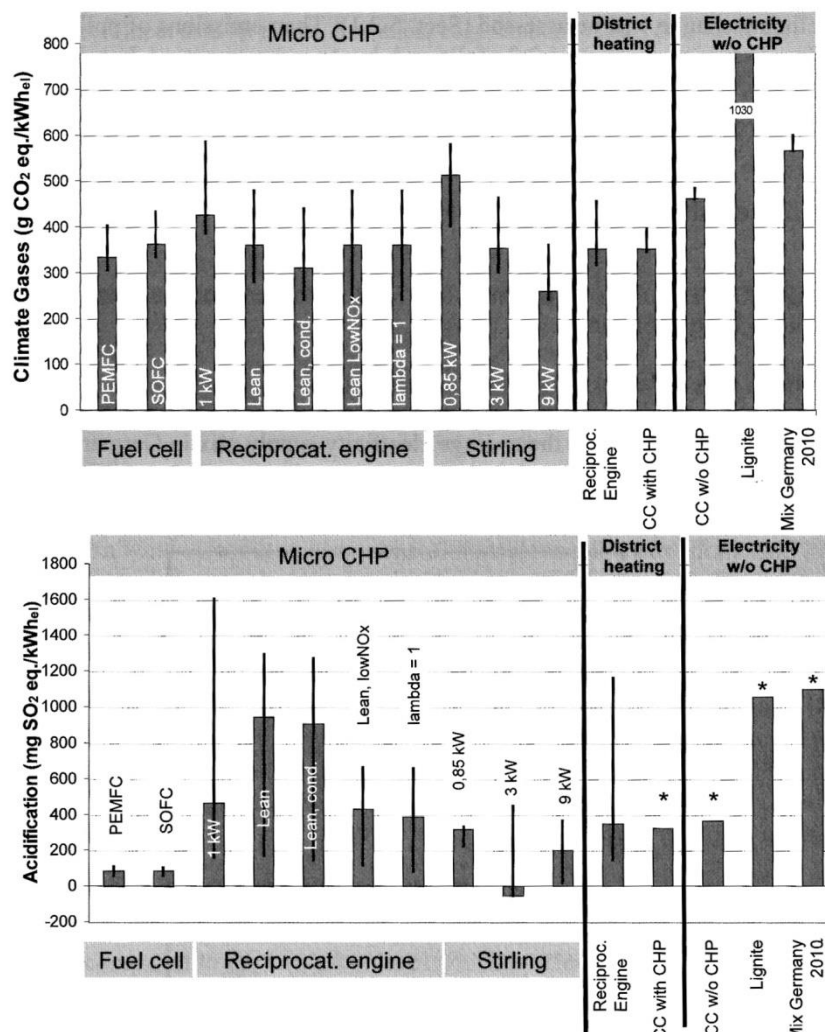 Micro CHP
District
heating
Electricity
w/o CHP
Climate Gases (g CO₂ eq./kWhel)
800
700
600
500
400
300
200
100
0
1030
PEMFC
SOFC
1 kW
Lean
Lean, cond.
Lean LowNOx
lambda = 1
0,85 kW
3 kW
9 kW
Fuel cell
Reciprocat. engine
Stirling
Reciproc.
Engine
CC with CHP
CC w/o CHP
Lignite
Mix Germany
2010
Micro CHP
District
heating
Electricity
w/o CHP
Acidification (mg SO₂ eq./kWhel)
1800
1600
1400
1200
1000
800
600
400
200
0
-200
PEMFC
SOFC
1 kW
Lean
Lean, cond.
Lean, lowNOx
lambda = 1
0,85 kW
3 kW
9 kW
*
*
*
*
Fuel cell
Reciprocat. engine
Stirling
Reciproc.
Engine
CC with CHP
CC w/o CHP
Lignite
Mix Germany
2010